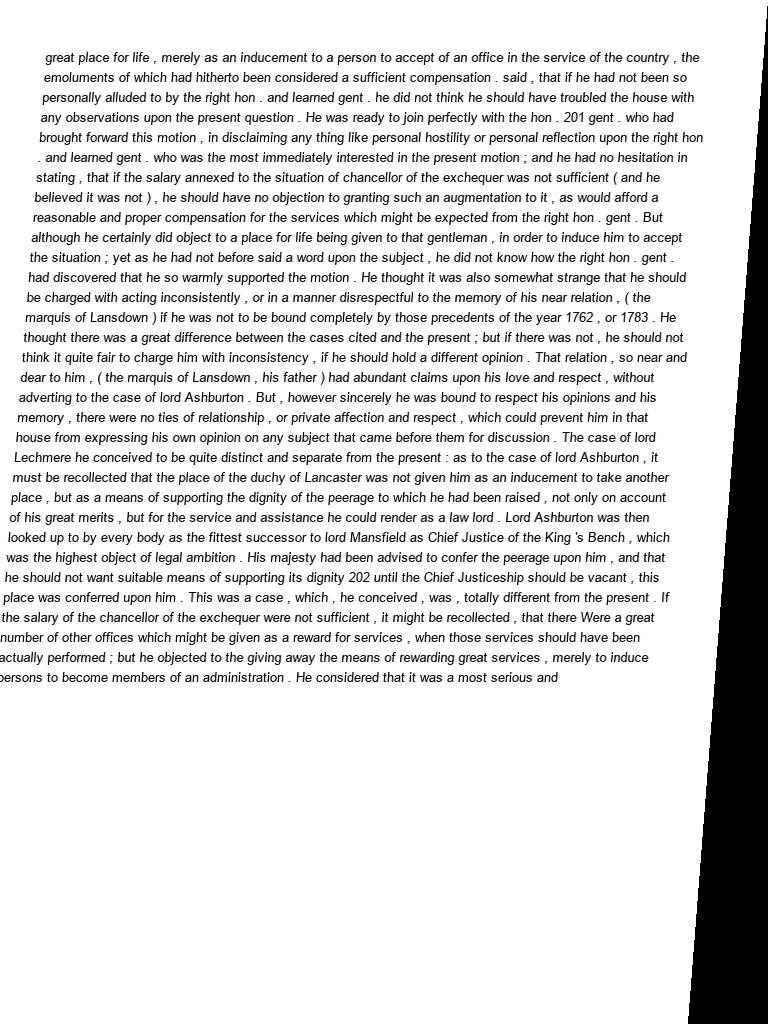 great place for life , merely as an inducement to a person to accept of an office in the service of the country , the
emoluments of which had hitherto been considered a sufficient compensation . said , that if he had not been so
personally alluded to by the right hon . and learned gent . he did not think he should have troubled the house with
any observations upon the present question . He was ready to join perfectly with the hon . 201 gent . who had
brought forward this motion , in disclaiming any thing like personal hostility or personal reflection upon the right hon
. and learned gent . who was the most immediately interested in the present motion ; and he had no hesitation in
stating , that if the salary annexed to the situation of chancellor of the exchequer was not sufficient ( and he
believed it was not ) , he should have no objection to granting such an augmentation to it , as would afford a
reasonable and proper compensation for the services which might be expected from the right hon . gent . But
although he certainly did object to a place for life being given to that gentleman , in order to induce him to accept
the situation ; yet as he had not before said a word upon the subject , he did not know how the right hon . gent .
had discovered that he so warmly supported the motion . He thought it was also somewhat strange that he should
be charged with acting inconsistently , or in a manner disrespectful to the memory of his near relation , ( the
marquis of Lansdown ) if he was not to be bound completely by those precedents of the year 1762 , or 1783 . He
thought there was a great difference between the cases cited and the present ; but if there was not , he should not
think it quite fair to charge him with inconsistency , if he should hold a different opinion . That relation , so near and
dear to him , ( the marquis of Lansdown , his father ) had abundant claims upon his love and respect , without
adverting to the case of lord Ashburton . But , however sincerely he was bound to respect his opinions and his
memory , there were no ties of relationship , or private affection and respect , which could prevent him in that
house from expressing his own opinion on any subject that came before them for discussion . The case of lord
Lechmere he conceived to be quite distinct and separate from the present : as to the case of lord Ashburton , it
must be recollected that the place of the duchy of Lancaster was not given him as an inducement to take another
place , but as a means of supporting the dignity of the peerage to which he had been raised , not only on account
of his great merits , but for the service and assistance he could render as a law lord . Lord Ashburton was then
looked up to by every body as the fittest successor to lord Mansfield as Chief Justice of the King 's Bench , which
was the highest object of legal ambition . His majesty had been advised to confer the peerage upon him , and that
he should not want suitable means of supporting its dignity 202 until the Chief Justiceship should be vacant , this
place was conferred upon him . This was a case , which , he conceived , was , totally different from the present . If
the salary of the chancellor of the exchequer were not sufficient , it might be recollected , that there Were a great
number of other offices which might be given as a reward for services , when those services should have been
actually performed ; but he objected to the giving away the means of rewarding great services , merely to induce
persons to become members of an administration . He considered that it was a most serious and